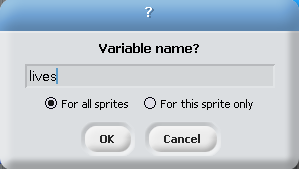 ?
Variable name?
lives
For all sprites For this sprite only
OK Cancel